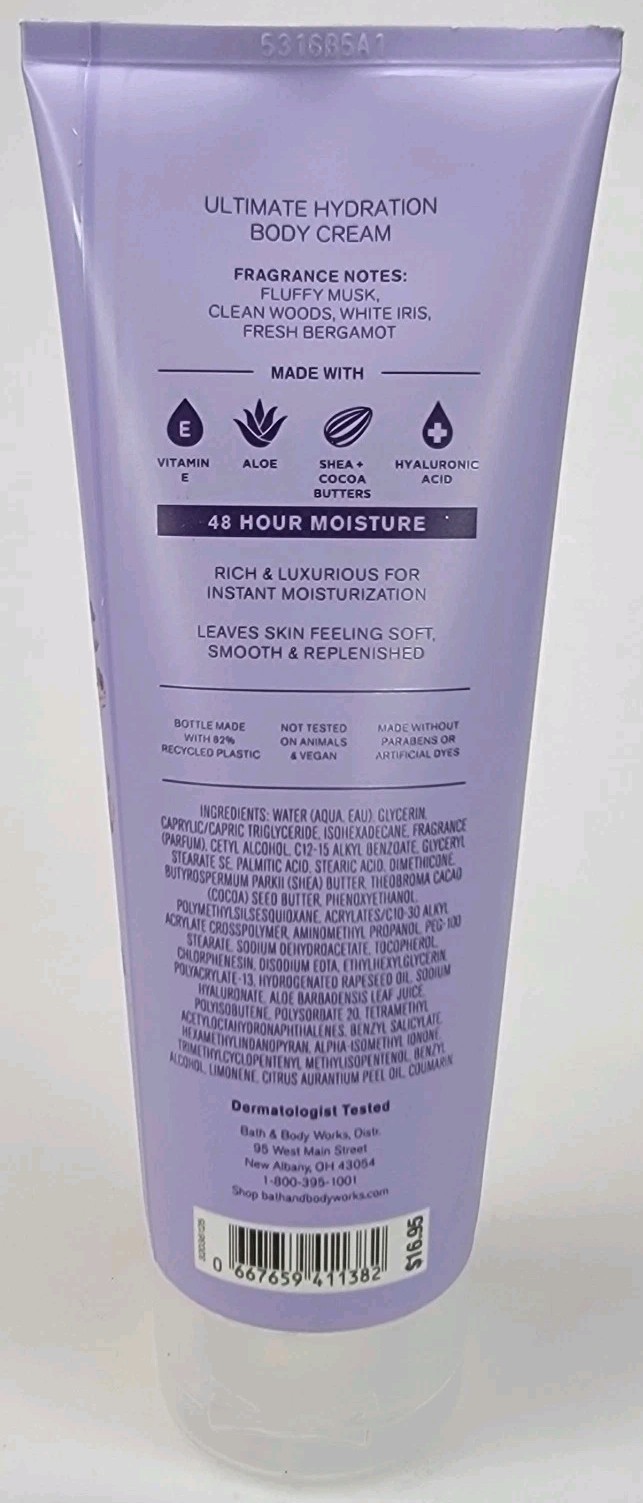 531685A1
ULTIMATE HYDRATION
BODY CREAM
FRAGRANCE NOTES:
FLUFFY MUSK,
CLEAN WOODS, WHITE IRIS,
FRESH BERGAMOT
MADE WITH
E
VITAMIN
E
ALOE
SHEA +
COCOA
BUTTERS
HYALURONIC
ACID
48 HOUR MOISTURE
RICH & LUXURIOUS FOR
INSTANT MOISTURIZATION
LEAVES SKIN FEELING SOFT,
SMOOTH & REPLENISHED
BOTTLE MADE
WITH 82%
RECYCLED PLASTIC
NOT TESTED
ON ANIMALS
& VEGAN
MADE WITHOUT
PARABENS OR
ARTIFICIAL DYES
INGREDIENTS: WATER (AQUA, EAU), GLYCERIN,
CAPRYLIC/CAPRIC TRIGLYCERIDE, ISOHEXADECANE, FRAGRANCE
(PARFUM), CETYL ALCOHOL, C12-15 ALKYL BENZOATE, GLYCERYL
STEARATE SE, PALMITIC ACID, STEARIC ACID, DIMETHICONE,
BUTYROSPERMUM PARKII (SHEA) BUTTER, THEOBROMA CACAO
(COCOA) SEED BUTTER, PHENOXYETHANOL,
POLYMETHYLSILSESQUIOXANE, ACRYLATES/C10-30 ALKYL
ACRYLATE CROSSPOLYMER, AMINOMETHYL PROPANOL, PEG-100
STEARATE, SODIUM DEHYDROACETATE, TOCOPHEROL,
CHLORPHENESIN, DISODIUM EDTA, ETHYLHEXYLGLYCERIN,
POLYACRYLATE-13, HYDROGENATED RAPESEED OIL, SODIUM
HYALURONATE, ALOE BARBADENSIS LEAF JUICE,
POLYISOBUTENE, POLYSORBATE 20, TETRAMETHYL
ACETYLOCTAHYDRONAPHTHALENES, BENZYL SALICYLATE,
HEXAMETHYLINDANOPYRAN, ALPHA-ISOMETHYL IONONE,
TRIMETHYLCYCLOPENTENYL METHYLISOPENTENOL, BENZYL
ALCOHOL, LIMONENE, CITRUS AURANTIUM PEEL OIL, COUMARIN
Dermatologist Tested
Bath & Body Works, Distr.
95 West Main Street
New Albany, OH 43054
1-800-395-1001
Shop bathandbodyworks.com
0 667659 411382
$16.95